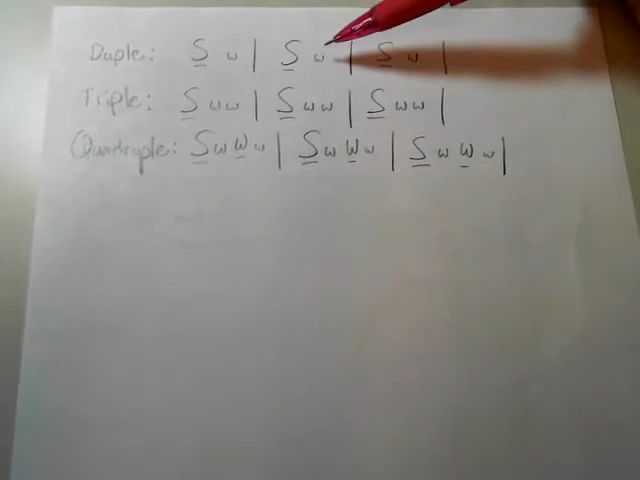 Duple: S w | S w | S w |
Triple: S w w | S w w | S w w |
Quadruple: S w W w | S w W w | S w W w |